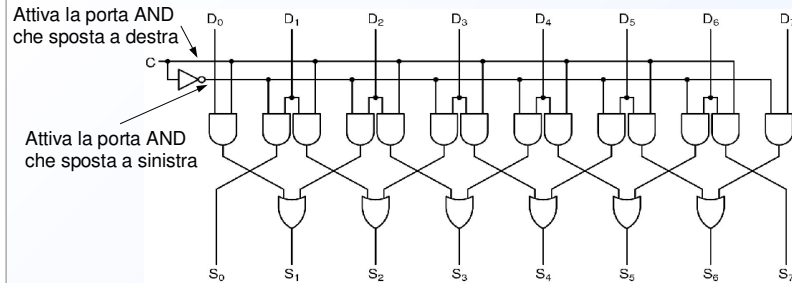 Attiva la porta AND
che sposta a destra
D0 D1 D2 D3 D4 D5 D6 D7
C
Attiva la porta AND
che sposta a sinistra
S0 S1 S2 S3 S4 S5 S6 S7